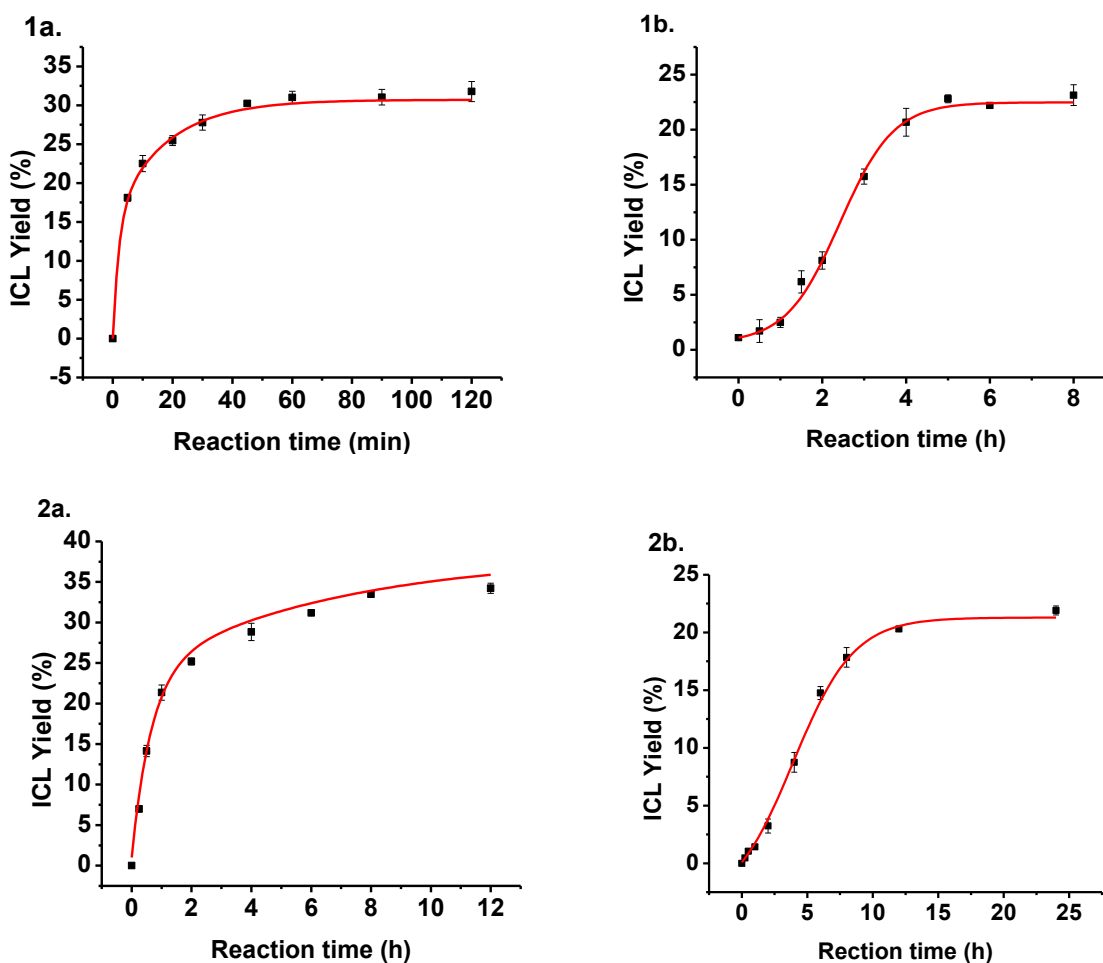 1a.
ICL Yield (%)
35
30
25
20
15
10
5
0
-5
0 20 40 60 80 100 120
Reaction time (min)
1b.
ICL Yield (%)
25
20
15
10
5
0
0 2 4 6 8
Reaction time (h)
2a.
ICL Yield (%)
40
35
30
25
20
15
10
5
0
0 2 4 6 8 10 12
Reaction time (h)
2b.
ICL Yield (%)
25
20
15
10
5
0
0 5 10 15 20 25
Rection time (h)